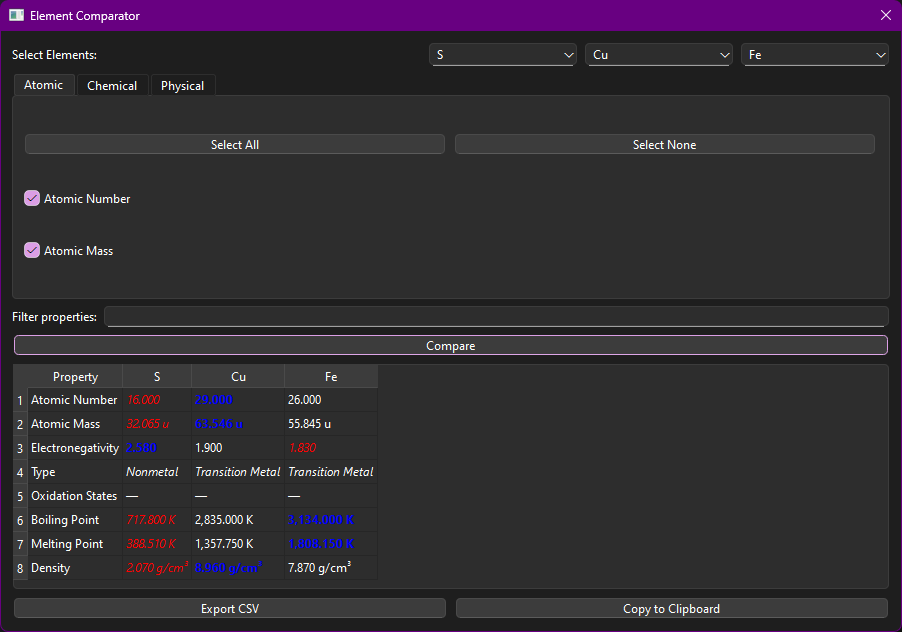 Element Comparator
Select Elements: S Cu Fe
Atomic Chemical Physical
Select All Select None
Atomic Number
Atomic Mass
Filter properties:
Compare
Property S Cu Fe
1 Atomic Number 16.000 29.000 26.000
2 Atomic Mass 32.065 u 63.546 u 55.845 u
3 Electronegativity 2.580 1.900 1.830
4 Type Nonmetal Transition Metal Transition Metal
5 Oxidation States — — —
6 Boiling Point 717.800 K 2,835.000 K 3,134.000 K
7 Melting Point 388.510 K 1,357.750 K 1,808.150 K
8 Density 2.070 g/cm³ 8.960 g/cm³ 7.870 g/cm³
Export CSV Copy to Clipboard